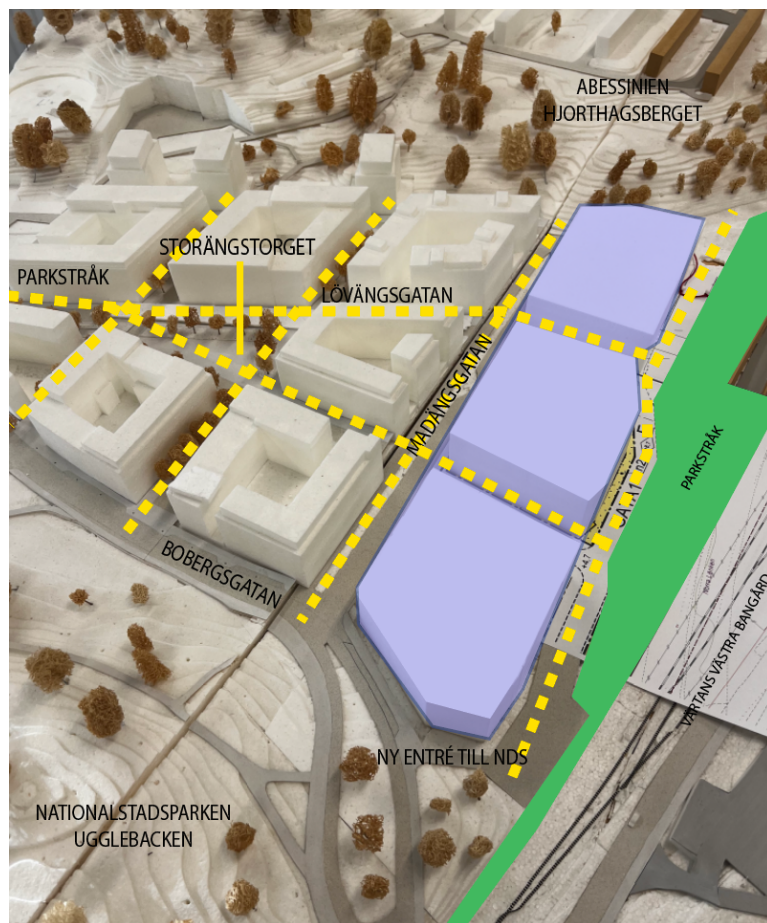 ABESSINIEN
HJORTHAGSBERGET
STORÄNGSTORGET
PARKSTRÅK
LÖVÄNGSGATAN
MADÄNGSGATAN
PARKSTRÅK
BOBERGSGATAN
VÄRTANS VÄSTRA BANGÅRD
NY ENTRÉ TILL NDS
NATIONALSTADSPARKEN
UGGLEBACKEN